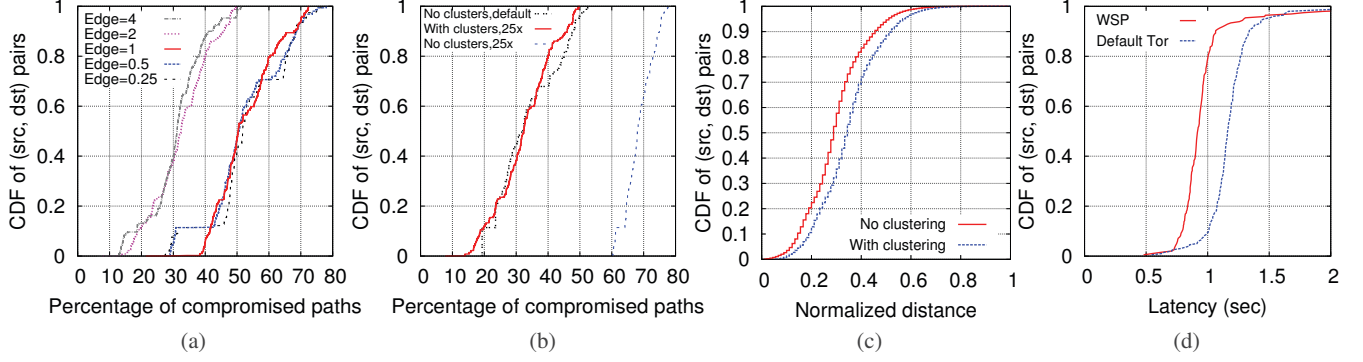 CDF of (src, dst) pairs
1
0.8
0.6
0.4
0.2
0
Edge=4
Edge=2
Edge=1
Edge=0.5
Edge=0.25
0 10 20 30 40 50 60 70 80
Percentage of compromised paths
(a)
CDF of (src, dst) pairs
1
0.8
0.6
0.4
0.2
0
No clusters,default
With clusters,25x
No clusters,25x
0 10 20 30 40 50 60 70 80
Percentage of compromised paths
(b)
CDF of (src, dst) pairs
1
0.9
0.8
0.7
0.6
0.5
0.4
0.3
0.2
0.1
0
No clustering
With clustering
0 0.2 0.4 0.6 0.8 1
Normalized distance
(c)
CDF of (src, dst) pairs
1
0.8
0.6
0.4
0.2
0
WSP
Default Tor
0 0.5 1 1.5 2
Latency (sec)
(d)